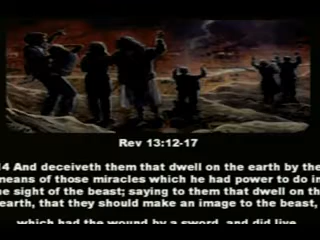 Rev 13:12-17
14 And deceiveth them that dwell on the earth by the
means of those miracles which he had power to do in
the sight of the beast; saying to them that dwell on the
earth, that they should make an image to the beast,
which had the wound by a sword, and did live